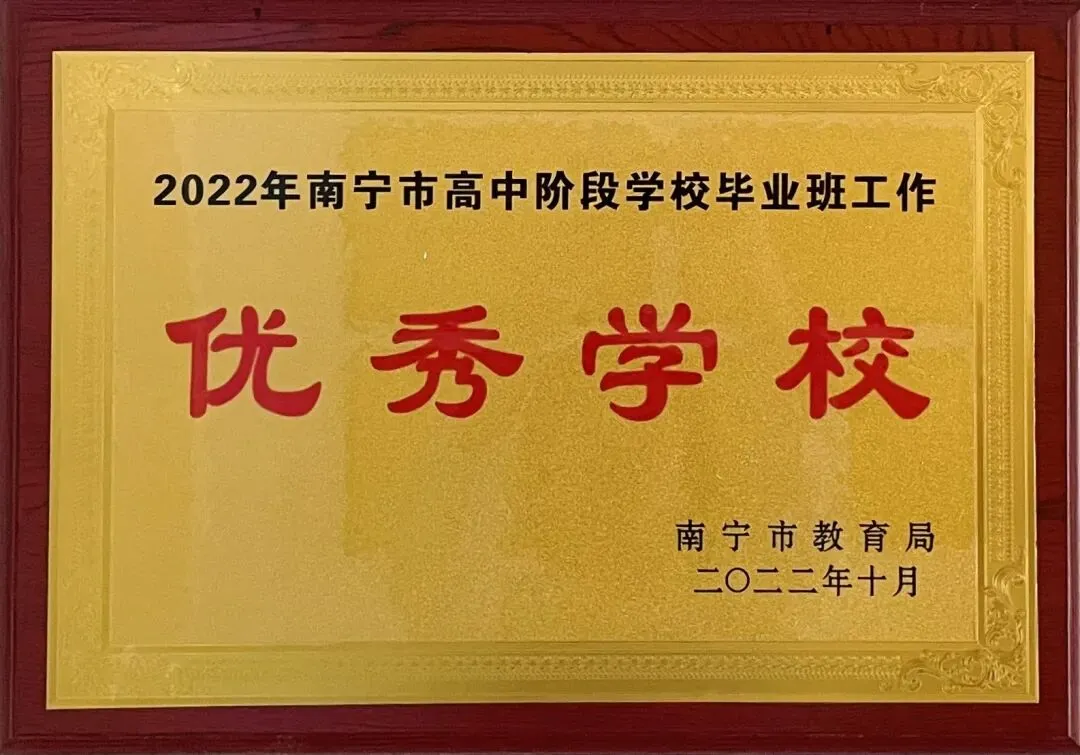 2022年南宁市高中阶段学校毕业班工作
优秀学校
南宁市教育局
二〇二二年十月